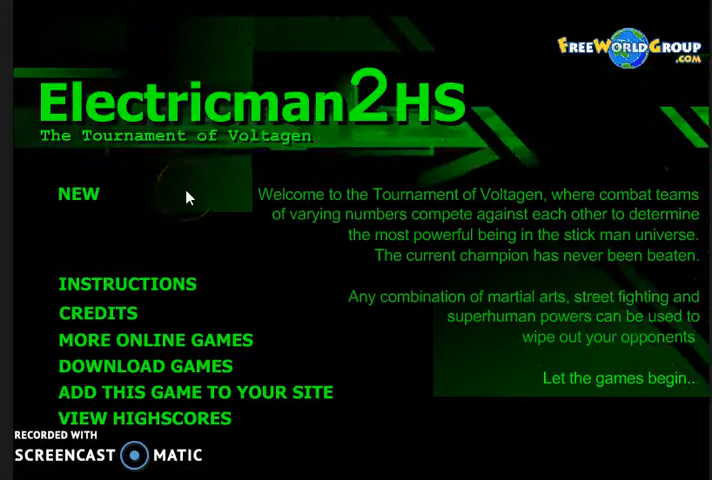 FreeWorldGroup
.com
Electricman2HS
The Tournament of Voltagen
NEW
Welcome to the Tournament of Voltagen, where combat teams
of varying numbers compete against each other to determine
the most powerful being in the stick man universe.
The current champion has never been beaten.
Any combination of martial arts, street fighting and
superhuman powers can be used to
wipe out your opponents
Let the games begin...
INSTRUCTIONS
CREDITS
MORE ONLINE GAMES
DOWNLOAD GAMES
ADD THIS GAME TO YOUR SITE
VIEW HIGHSCORES
RECORDED WITH
SCREENCAST MATIC